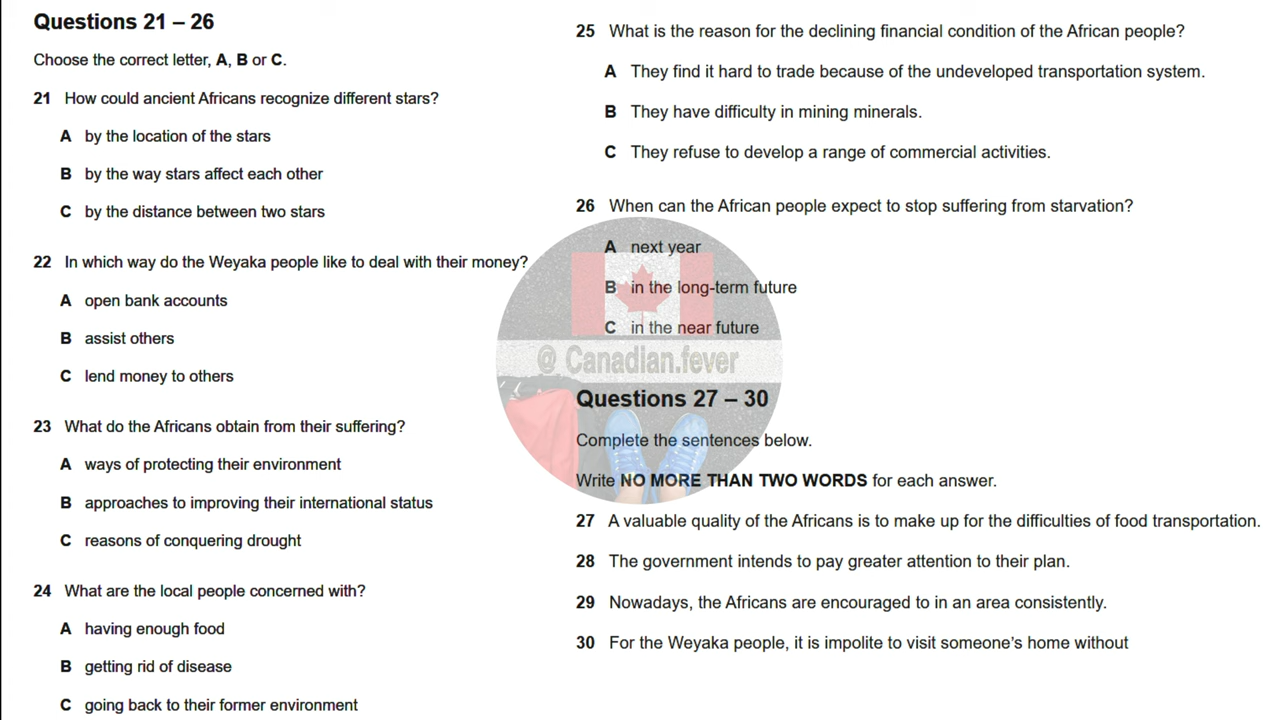 Questions 21 – 26
Choose the correct letter, A, B or C.
21 How could ancient Africans recognize different stars?
A by the location of the stars
B by the way stars affect each other
C by the distance between two stars
22 In which way do the Weyaka people like to deal with their money?
A open bank accounts
B assist others
C lend money to others
23 What do the Africans obtain from their suffering?
A ways of protecting their environment
B approaches to improving their international status
C reasons of conquering drought
24 What are the local people concerned with?
A having enough food
B getting rid of disease
C going back to their former environment
25 What is the reason for the declining financial condition of the African people?
A They find it hard to trade because of the undeveloped transportation system.
B They have difficulty in mining minerals.
C They refuse to develop a range of commercial activities.
26 When can the African people expect to stop suffering from starvation?
A next year
B in the long-term future
C in the near future
@ Canadian.fever
Questions 27 – 30
Complete the sentences below.
Write NO MORE THAN TWO WORDS for each answer.
27 A valuable quality of the Africans is to make up for the difficulties of food transportation.
28 The government intends to pay greater attention to their plan.
29 Nowadays, the Africans are encouraged to in an area consistently.
30 For the Weyaka people, it is impolite to visit someone's home without